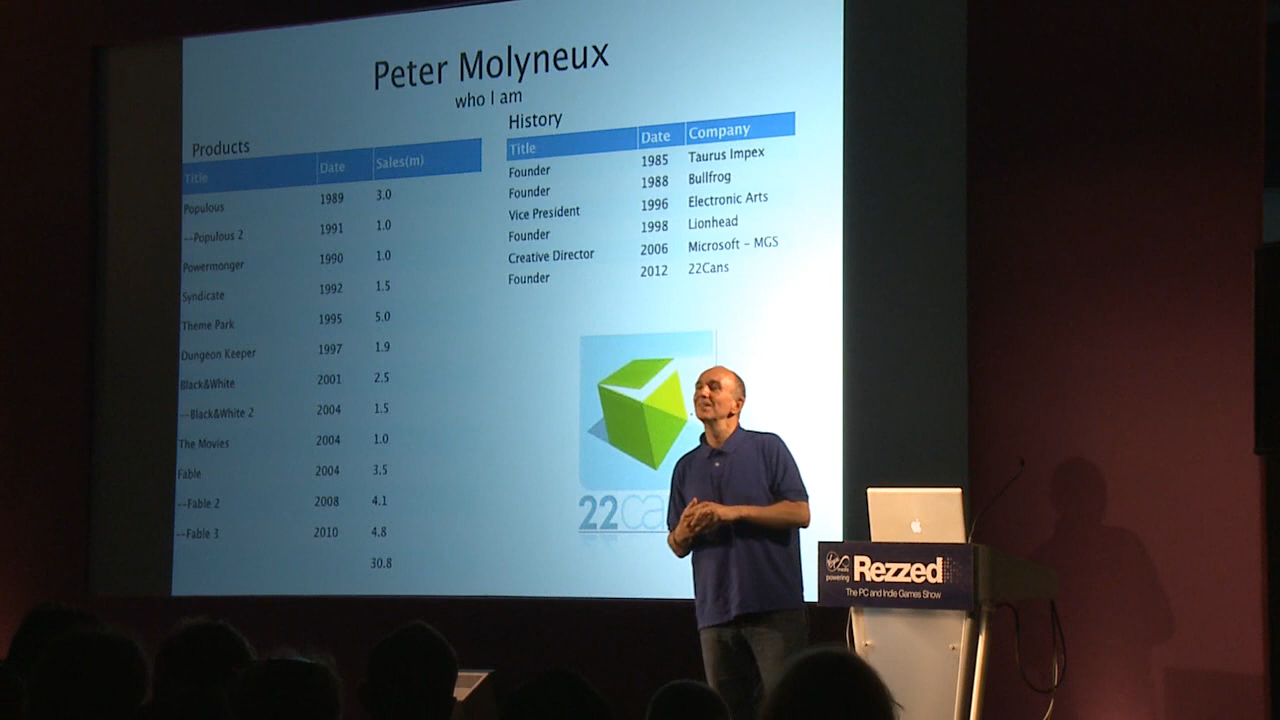 Peter Molyneux
who I am
Products
Title Date Sales(m)
Populous 1989 3.0
--Populous 2 1991 1.0
Powermonger 1990 1.0
Syndicate 1992 1.5
Theme Park 1995 5.0
Dungeon Keeper 1997 1.9
Black&White 2001 2.5
--Black&White 2 2004 1.5
The Movies 2004 1.0
Fable 2004 3.5
--Fable 2 2008 4.1
--Fable 3 2010 4.8
30.8
History
Title Date Company
Founder 1985 Taurus Impex
Founder 1988 Bullfrog
Vice President 1996 Electronic Arts
Founder 1998 Lionhead
Creative Director 2006 Microsoft - MGS
Founder 2012 22Cans
22Ca
Virgin media
powering
Rezzed
The PC and Indie Games Show